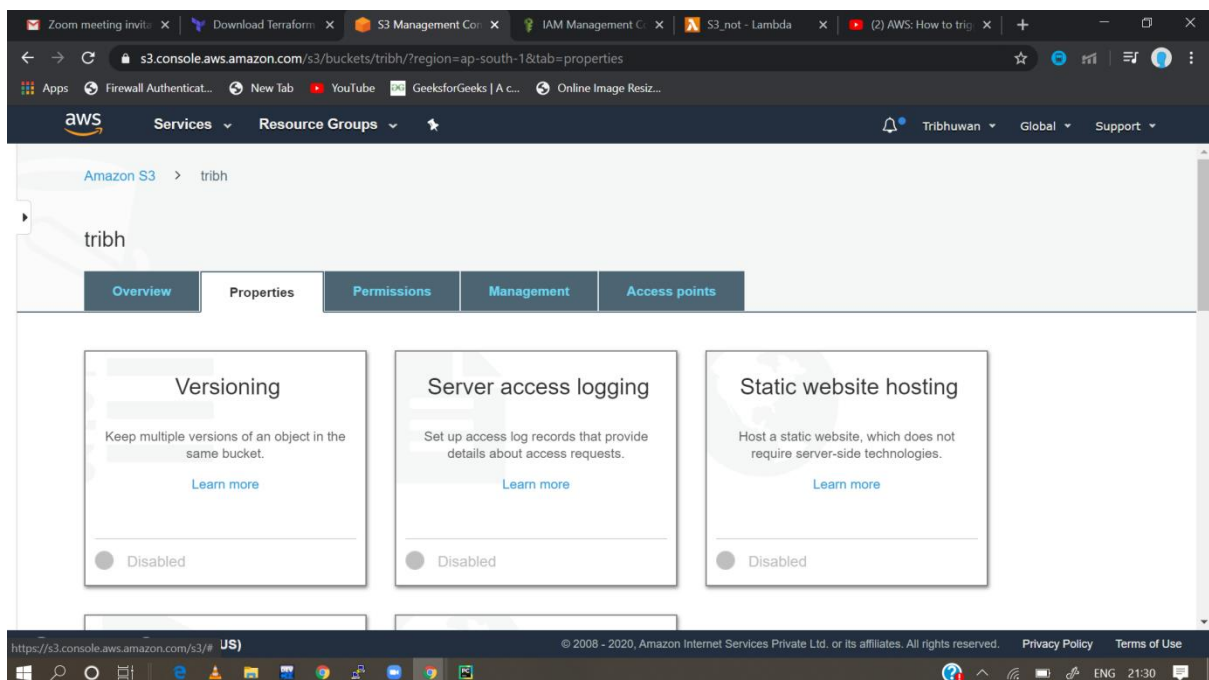 Zoom meeting invita
Download Terraform
S3 Management Con
IAM Management Co
S3_not - Lambda
(2) AWS: How to trig
s3.console.aws.amazon.com/s3/buckets/tribh/?region=ap-south-1&tab=properties
Apps
Firewall Authenticat...
New Tab
YouTube
GeeksforGeeks | A c...
Online Image Resiz...
aws
Services
Resource Groups
Tribhuwan
Global
Support
Amazon S3 > tribh
tribh
Overview
Properties
Permissions
Management
Access points
Versioning
Keep multiple versions of an object in the
same bucket.
Learn more
Disabled
Server access logging
Set up access log records that provide
details about access requests.
Learn more
Disabled
Static website hosting
Host a static website, which does not
require server-side technologies.
Learn more
Disabled
https://s3.console.aws.amazon.com/s3/#
US)
© 2008 - 2020, Amazon Internet Services Private Ltd. or its affiliates. All rights reserved.
Privacy Policy
Terms of Use
ENG
21:30